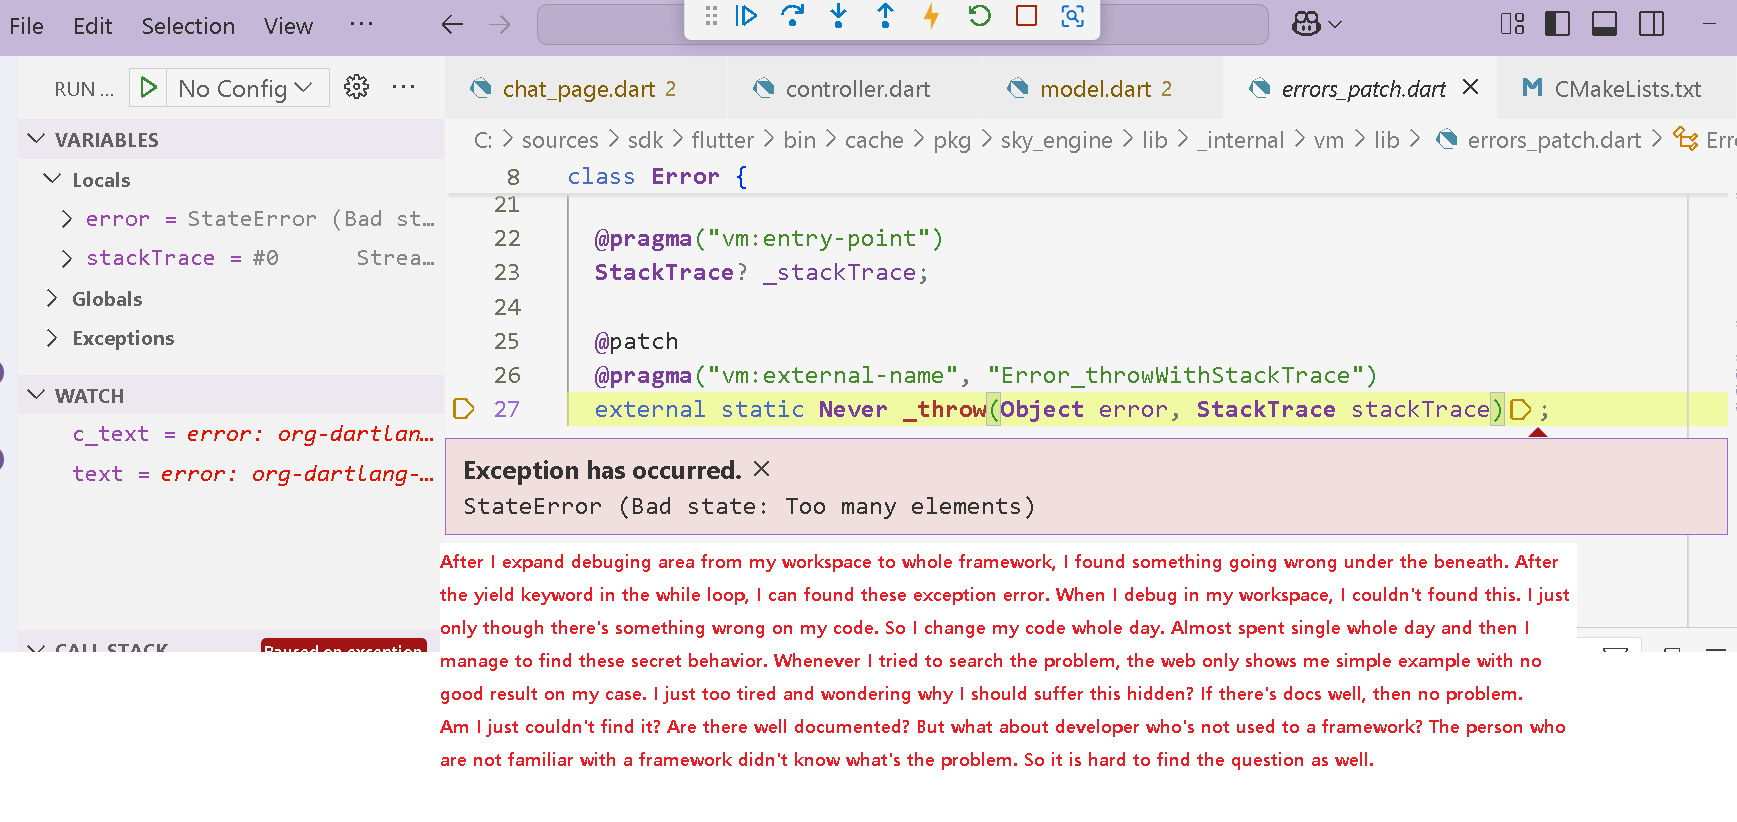 File Edit Selection View ···
RUN ... No Config ···
chat_page.dart 2 controller.dart model.dart 2 errors_patch.dart CMakeLists.txt
VARIABLES
C: > sources > sdk > flutter > bin > cache > pkg > sky_engine > lib > _internal > vm > lib > errors_patch.dart > Erro
Locals
error = StateError (Bad st…
stackTrace = #0 Strea…
Globals
Exceptions
WATCH
c_text = error: org-dartlan...
text = error: org-dartlang-...
CALL STACK Paused on exception
8 class Error {
21
22 @pragma("vm:entry-point")
23 StackTrace? _stackTrace;
24
25 @patch
26 @pragma("vm:external-name", "Error_throwWithStackTrace")
27 external static Never _throw(Object error, StackTrace stackTrace) ;
Exception has occurred. ×
StateError (Bad state: Too many elements)
After I expand debuging area from my workspace to whole framework, I found something going wrong under the beneath. After
the yield keyword in the while loop, I can found these exception error. When I debug in my workspace, I couldn't found this. I just
only though there's something wrong on my code. So I change my code whole day. Almost spent single whole day and then I
manage to find these secret behavior. Whenever I tried to search the problem, the web only shows me simple example with no
good result on my case. I just too tired and wondering why I should suffer this hidden? If there's docs well, then no problem.
Am I just couldn't find it? Are there well documented? But what about developer who's not used to a framework? The person who
are not familiar with a framework didn't know what's the problem. So it is hard to find the question as well.